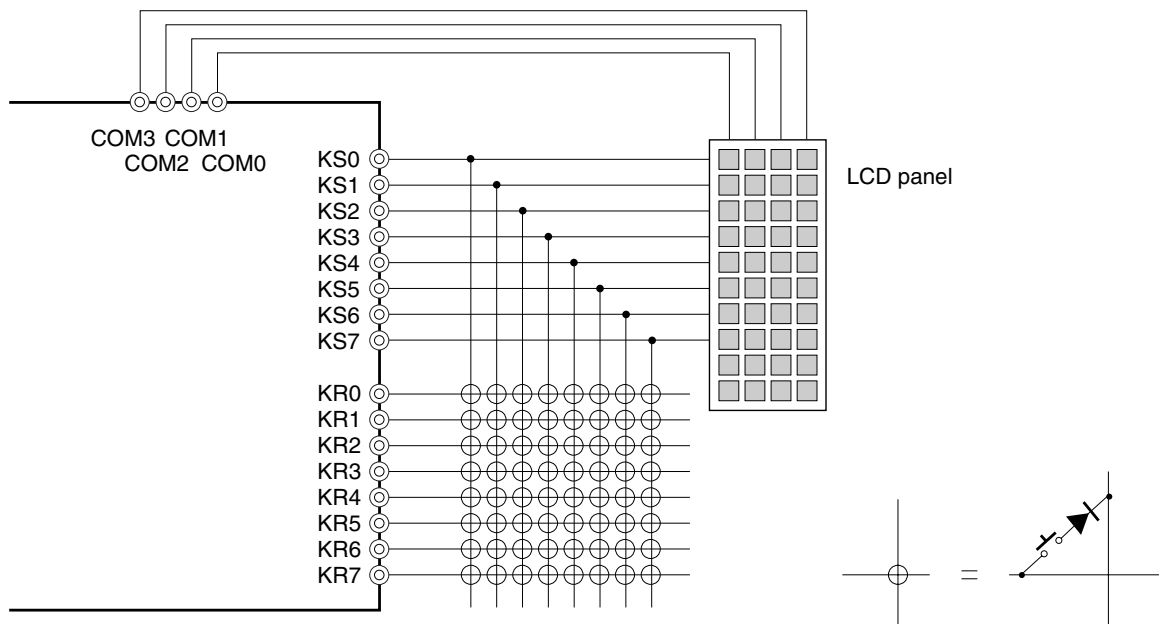 COM3 COM1
COM2 COM0
KS0
KS1
KS2
KS3
KS4
KS5
KS6
KS7
LCD panel
KR0
KR1
KR2
KR3
KR4
KR5
KR6
KR7
=